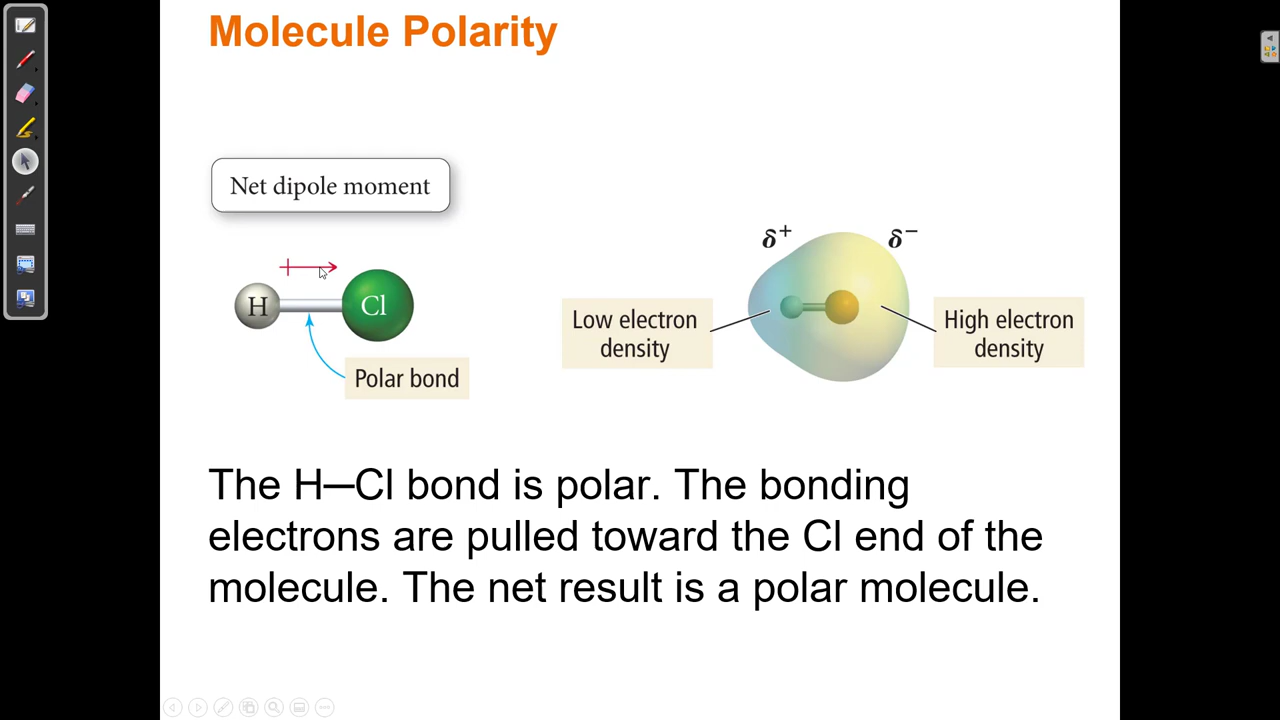 Molecule Polarity
Net dipole moment
H
Cl
Polar bond
δ+
δ−
Low electron
density
High electron
density
The H─Cl bond is polar. The bonding
electrons are pulled toward the Cl end of the
molecule. The net result is a polar molecule.